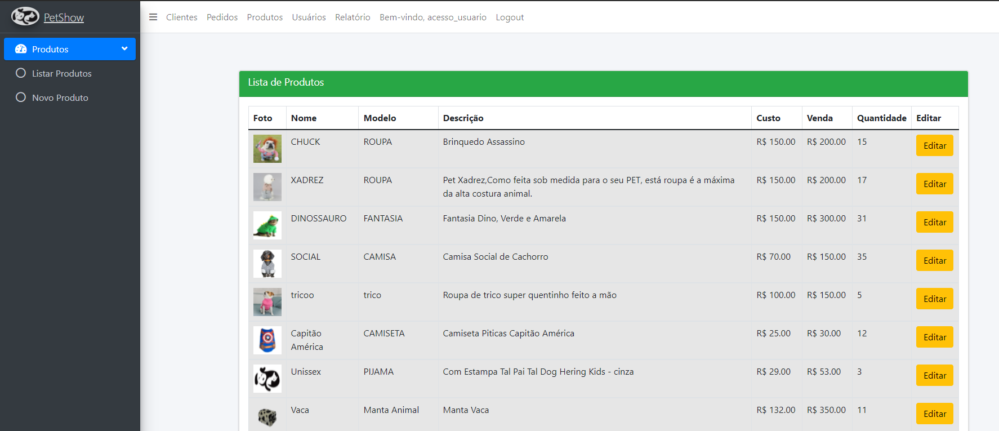 PetShow
Clientes Pedidos Produtos Usuários Relatório Bem-vindo, acesso_usuario Logout
Produtos
Listar Produtos
Novo Produto
Lista de Produtos
Foto Nome Modelo Descrição Custo Venda Quantidade Editar
CHUCK ROUPA Brinquedo Assassino R$ 150.00 R$ 200.00 15 Editar
XADREZ ROUPA Pet Xadrez,Como feita sob medida para o seu PET, está roupa é a máxima R$ 150.00 R$ 200.00 17 Editar
da alta costura animal.
DINOSSAURO FANTASIA Fantasia Dino, Verde e Amarela R$ 150.00 R$ 300.00 31 Editar
SOCIAL CAMISA Camisa Social de Cachorro R$ 70.00 R$ 150.00 35 Editar
tricoo trico Roupa de trico super quentinho feito a mão R$ 100.00 R$ 150.00 5 Editar
Capitão CAMISETA Camiseta Piticas Capitão América R$ 25.00 R$ 30.00 12 Editar
América
Unissex PIJAMA Com Estampa Tal Pai Tal Dog Hering Kids - cinza R$ 29.00 R$ 53.00 3 Editar
Vaca Manta Animal Manta Vaca R$ 132.00 R$ 350.00 11 Editar